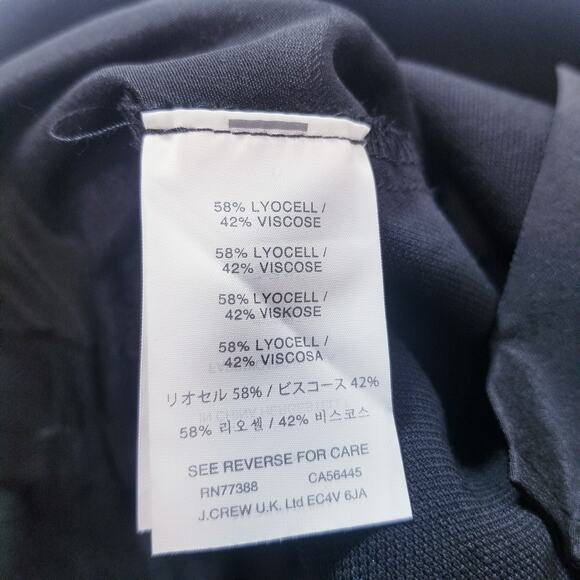 58% LYOCELL /
42% VISCOSE
58% LYOCELL /
42% VISCOSE
58% LYOCELL /
42% VISKOSE
58% LYOCELL /
42% VISCOSA
リオセル 58% / ビスコース 42%
58% 리오셀 / 42% 비스코스
SEE REVERSE FOR CARE
RN77388 CA56445
J.CREW U.K. Ltd EC4V 6JA